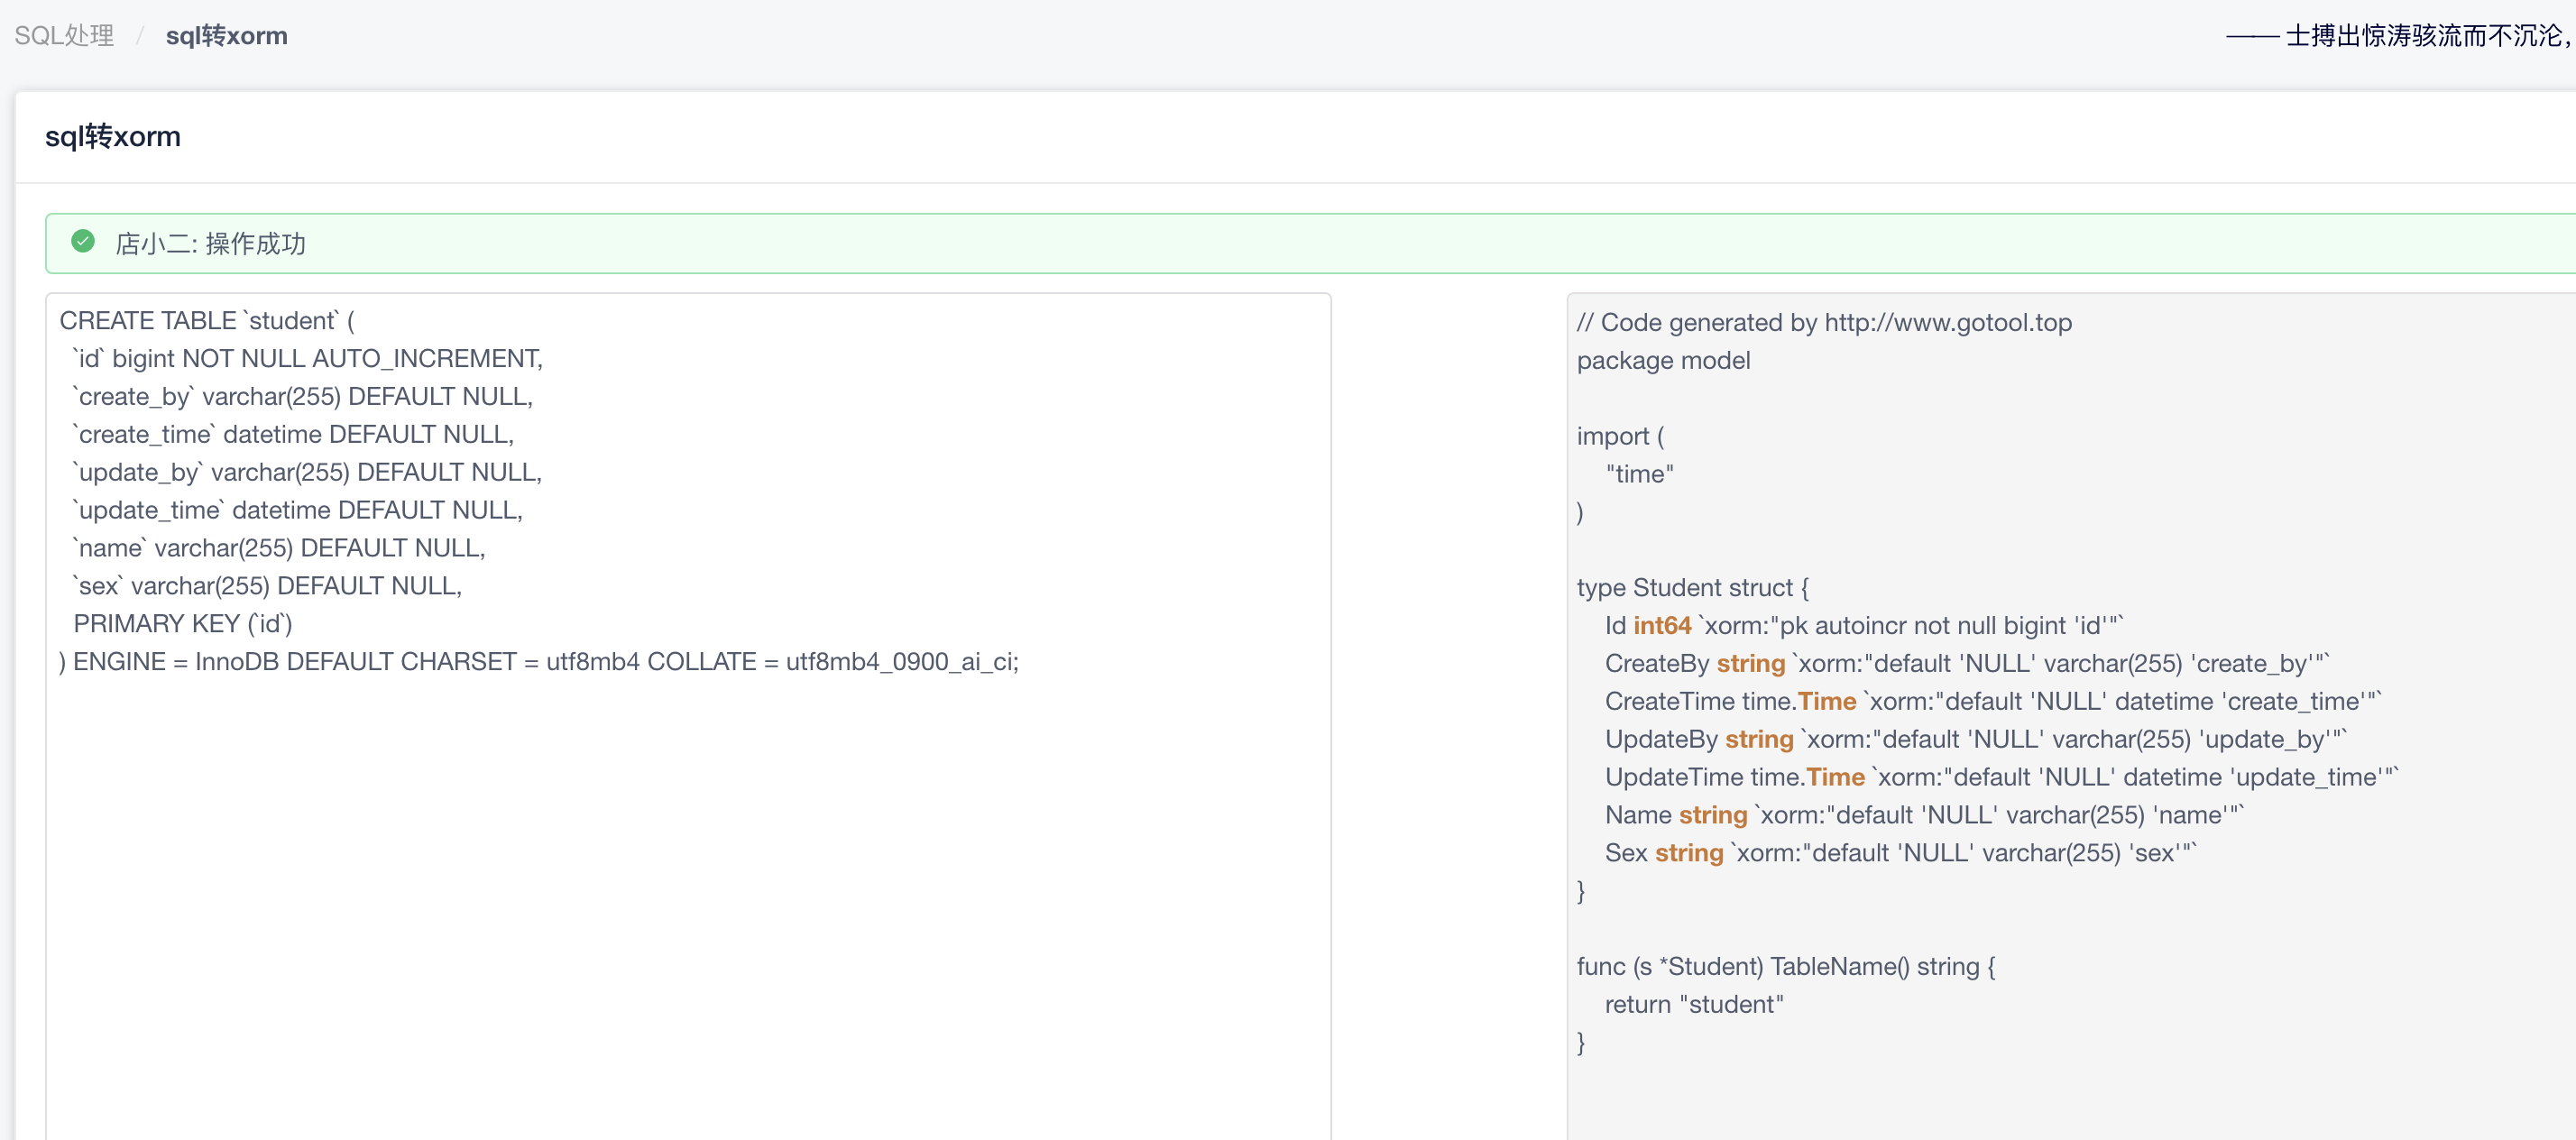 SQL处理 / sql转xorm
—— 士搏出惊涛骇流而不沉沦,
sql转xorm
店小二: 操作成功
CREATE TABLE `student` (
  `id` bigint NOT NULL AUTO_INCREMENT,
  `create_by` varchar(255) DEFAULT NULL,
  `create_time` datetime DEFAULT NULL,
  `update_by` varchar(255) DEFAULT NULL,
  `update_time` datetime DEFAULT NULL,
  `name` varchar(255) DEFAULT NULL,
  `sex` varchar(255) DEFAULT NULL,
  PRIMARY KEY (`id`)
) ENGINE = InnoDB DEFAULT CHARSET = utf8mb4 COLLATE = utf8mb4_0900_ai_ci;
// Code generated by http://www.gotool.top
package model
import (
    "time"
)
type Student struct {
    Id int64 `xorm:"pk autoincr not null bigint 'id'"`
    CreateBy string `xorm:"default 'NULL' varchar(255) 'create_by'"`
    CreateTime time.Time `xorm:"default 'NULL' datetime 'create_time'"`
    UpdateBy string `xorm:"default 'NULL' varchar(255) 'update_by'"`
    UpdateTime time.Time `xorm:"default 'NULL' datetime 'update_time'"`
    Name string `xorm:"default 'NULL' varchar(255) 'name'"`
    Sex string `xorm:"default 'NULL' varchar(255) 'sex'"`
}
func (s *Student) TableName() string {
    return "student"
}